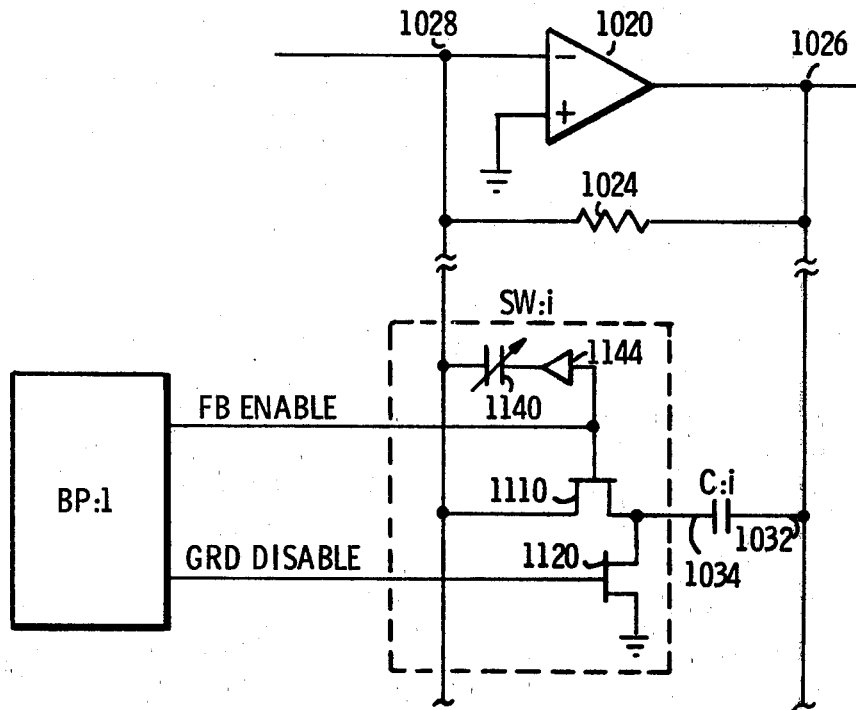 1028
1020
1026
−
+
1024
SW:i
1144
1140
FB ENABLE
BP:1
1110
C:i
1032
1034
GRD DISABLE
1120